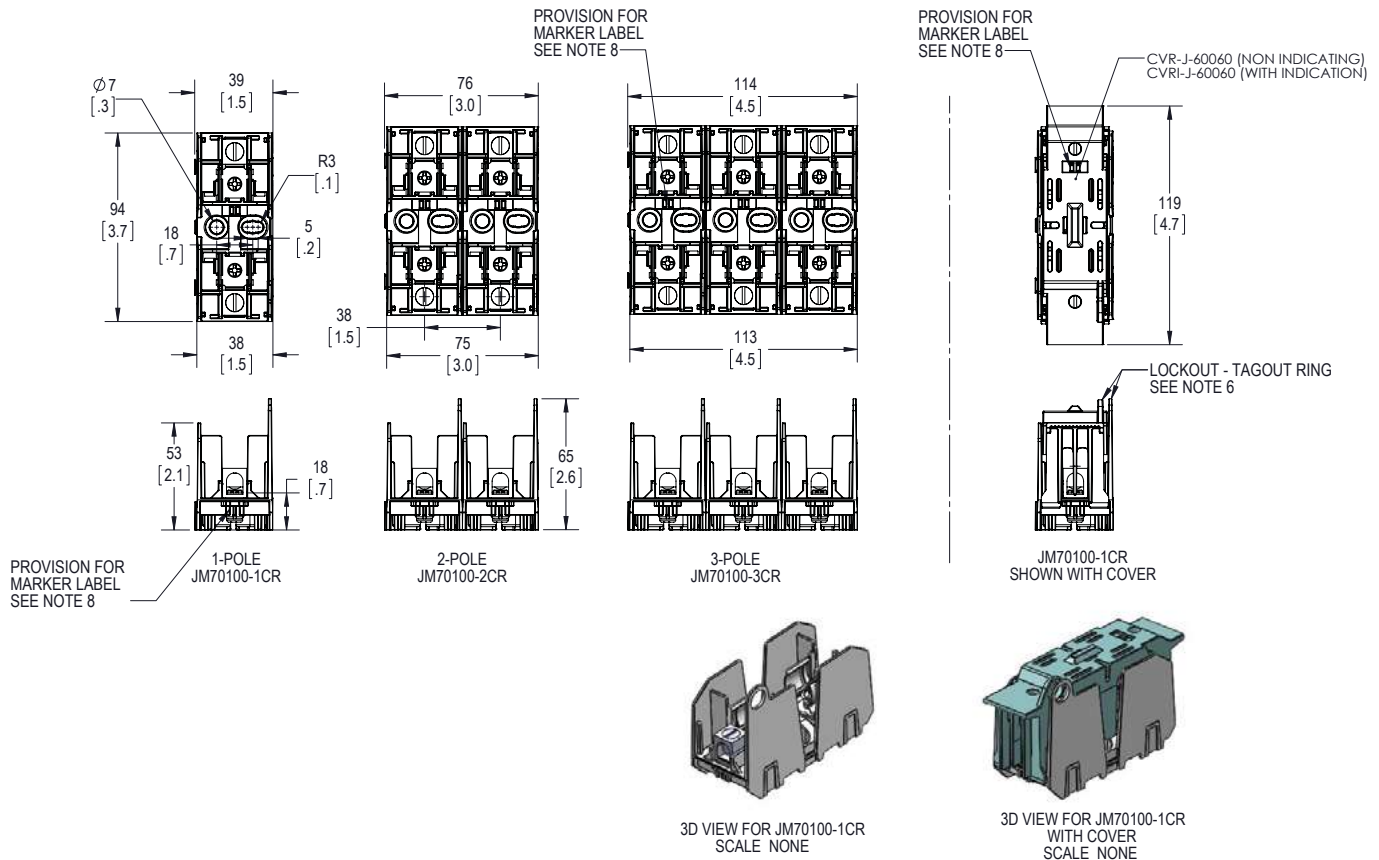 PROVISION FOR
MARKER LABEL
SEE NOTE 8
PROVISION FOR
MARKER LABEL
SEE NOTE 8
CVR-J-60060 (NON INDICATING)
CVRI-J-60060 (WITH INDICATION)
Ø7
[.3]
39
[1.5]
76
[3.0]
114
[4.5]
R3
[.1]
94
[3.7]
18
[.7]
5
[.2]
119
[4.7]
38
[1.5]
38
[1.5]
75
[3.0]
113
[4.5]
LOCKOUT - TAGOUT RING
SEE NOTE 6
53
[2.1]
18
[.7]
65
[2.6]
PROVISION FOR
MARKER LABEL
SEE NOTE 8
1-POLE
JM70100-1CR
2-POLE
JM70100-2CR
3-POLE
JM70100-3CR
JM70100-1CR
SHOWN WITH COVER
3D VIEW FOR JM70100-1CR
SCALE NONE
3D VIEW FOR JM70100-1CR
WITH COVER
SCALE NONE